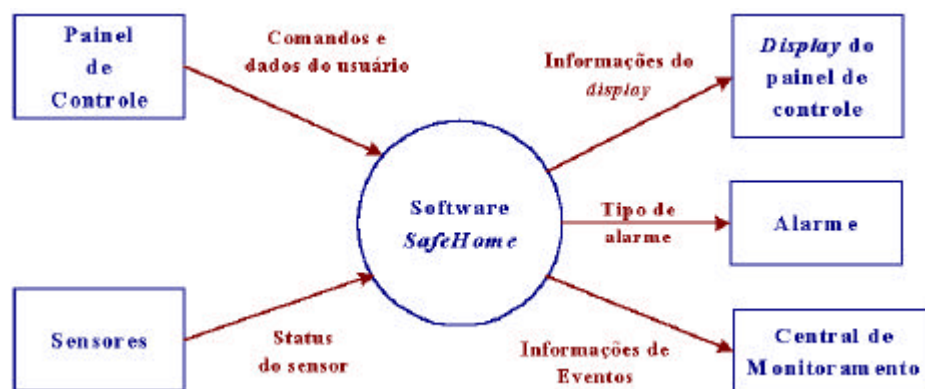 Painel
de
Controle
Comandos e
dados do usuário
Informações do
display
Display do
painel de
controle
Software
SafeHome
Tipo de
alarme
Alarme
Sensores
Status
do sensor
Informações de
Eventos
Central de
Monitoramento